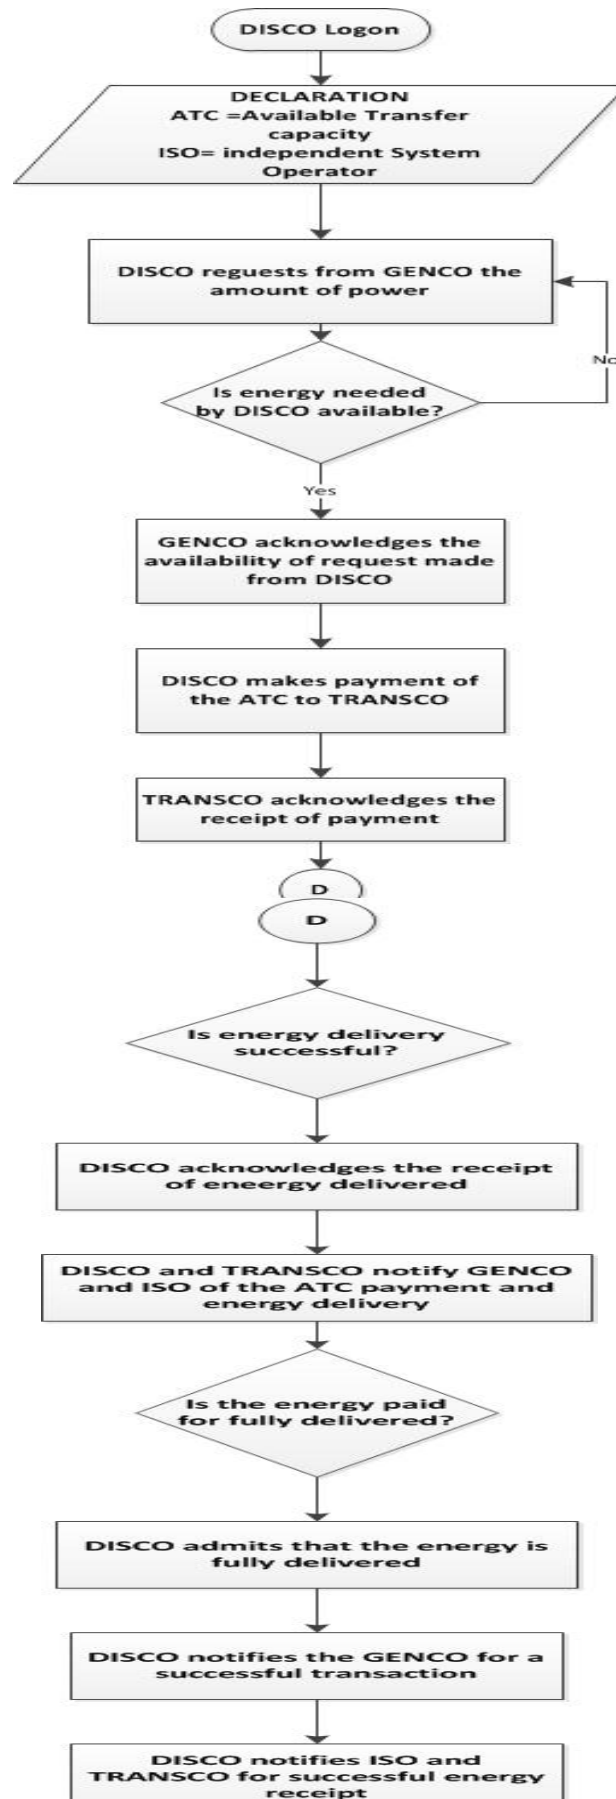 DISCO Logon
DECLARATION
ATC =Available Transfer
capacity
ISO= independent System
Operator
DISCO reguests from GENCO the
amount of power
No
Is energy needed
by DISCO available?
Yes
GENCO acknowledges the
availability of request made
from DISCO
DISCO makes payment of
the ATC to TRANSCO
TRANSCO acknowledges the
receipt of payment
D
D
Is energy delivery
successful?
DISCO acknowledges the receipt
of eneergy delivered
DISCO and TRANSCO notify GENCO
and ISO of the ATC payment and
energy delivery
Is the energy paid
for fully delivered?
DISCO admits that the energy is
fully delivered
DISCO notifies the GENCO for a
successful transaction
DISCO notifies ISO and
TRANSCO for successful energy
receipt